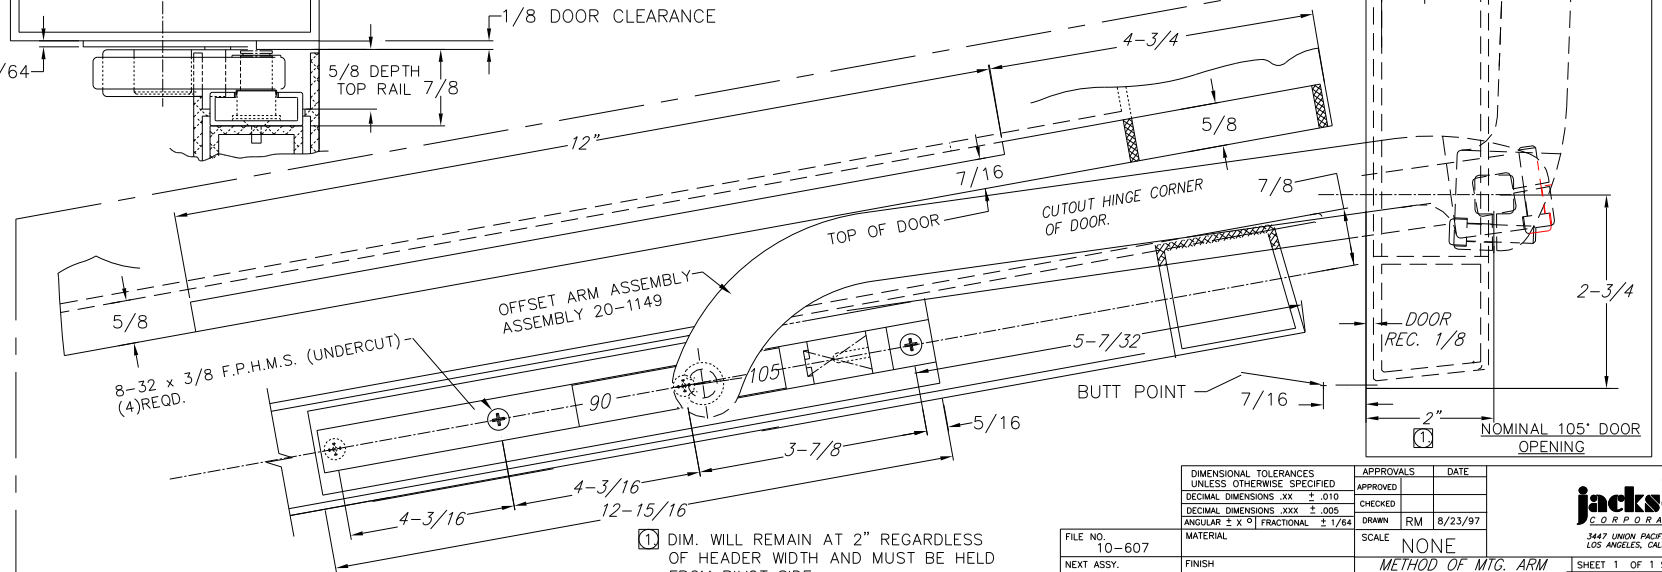 1/8 DOOR CLEARANCE
/64
5/8 DEPTH
TOP RAIL 7/8
4-3/4
12"
5/8
7/16
7/8
CUTOUT HINGE CORNER
OF DOOR.
TOP OF DOOR
OFFSET ARM ASSEMBLY
ASSEMBLY 20-1149
5/8
8-32 x 3/8 F.P.H.M.S. (UNDERCUT)
(4)REQD.
90
105
5-7/32
2-3/4
DOOR
REC. 1/8
BUTT POINT
7/16
2"
1
NOMINAL 105° DOOR
OPENING
5/16
3-7/8
4-3/16
12-15/16
4-3/16
1 DIM. WILL REMAIN AT 2" REGARDLESS
OF HEADER WIDTH AND MUST BE HELD
FROM PIVOT SIDE
DIMENSIONAL TOLERANCES
UNLESS OTHERWISE SPECIFIED
DECIMAL DIMENSIONS .XX ± .010
DECIMAL DIMENSIONS .XXX ± .005
ANGULAR ± X ° FRACTIONAL ± 1/64
APPROVALS DATE
APPROVED
CHECKED
DRAWN RM 8/23/97
FILE NO.
10-607
MATERIAL
SCALE
NONE
NEXT ASSY.
FINISH
METHOD OF MTG. ARM
jacks
CORPORA
3447 UNION PACIF
LOS ANGELES, CAL
SHEET 1 OF 1